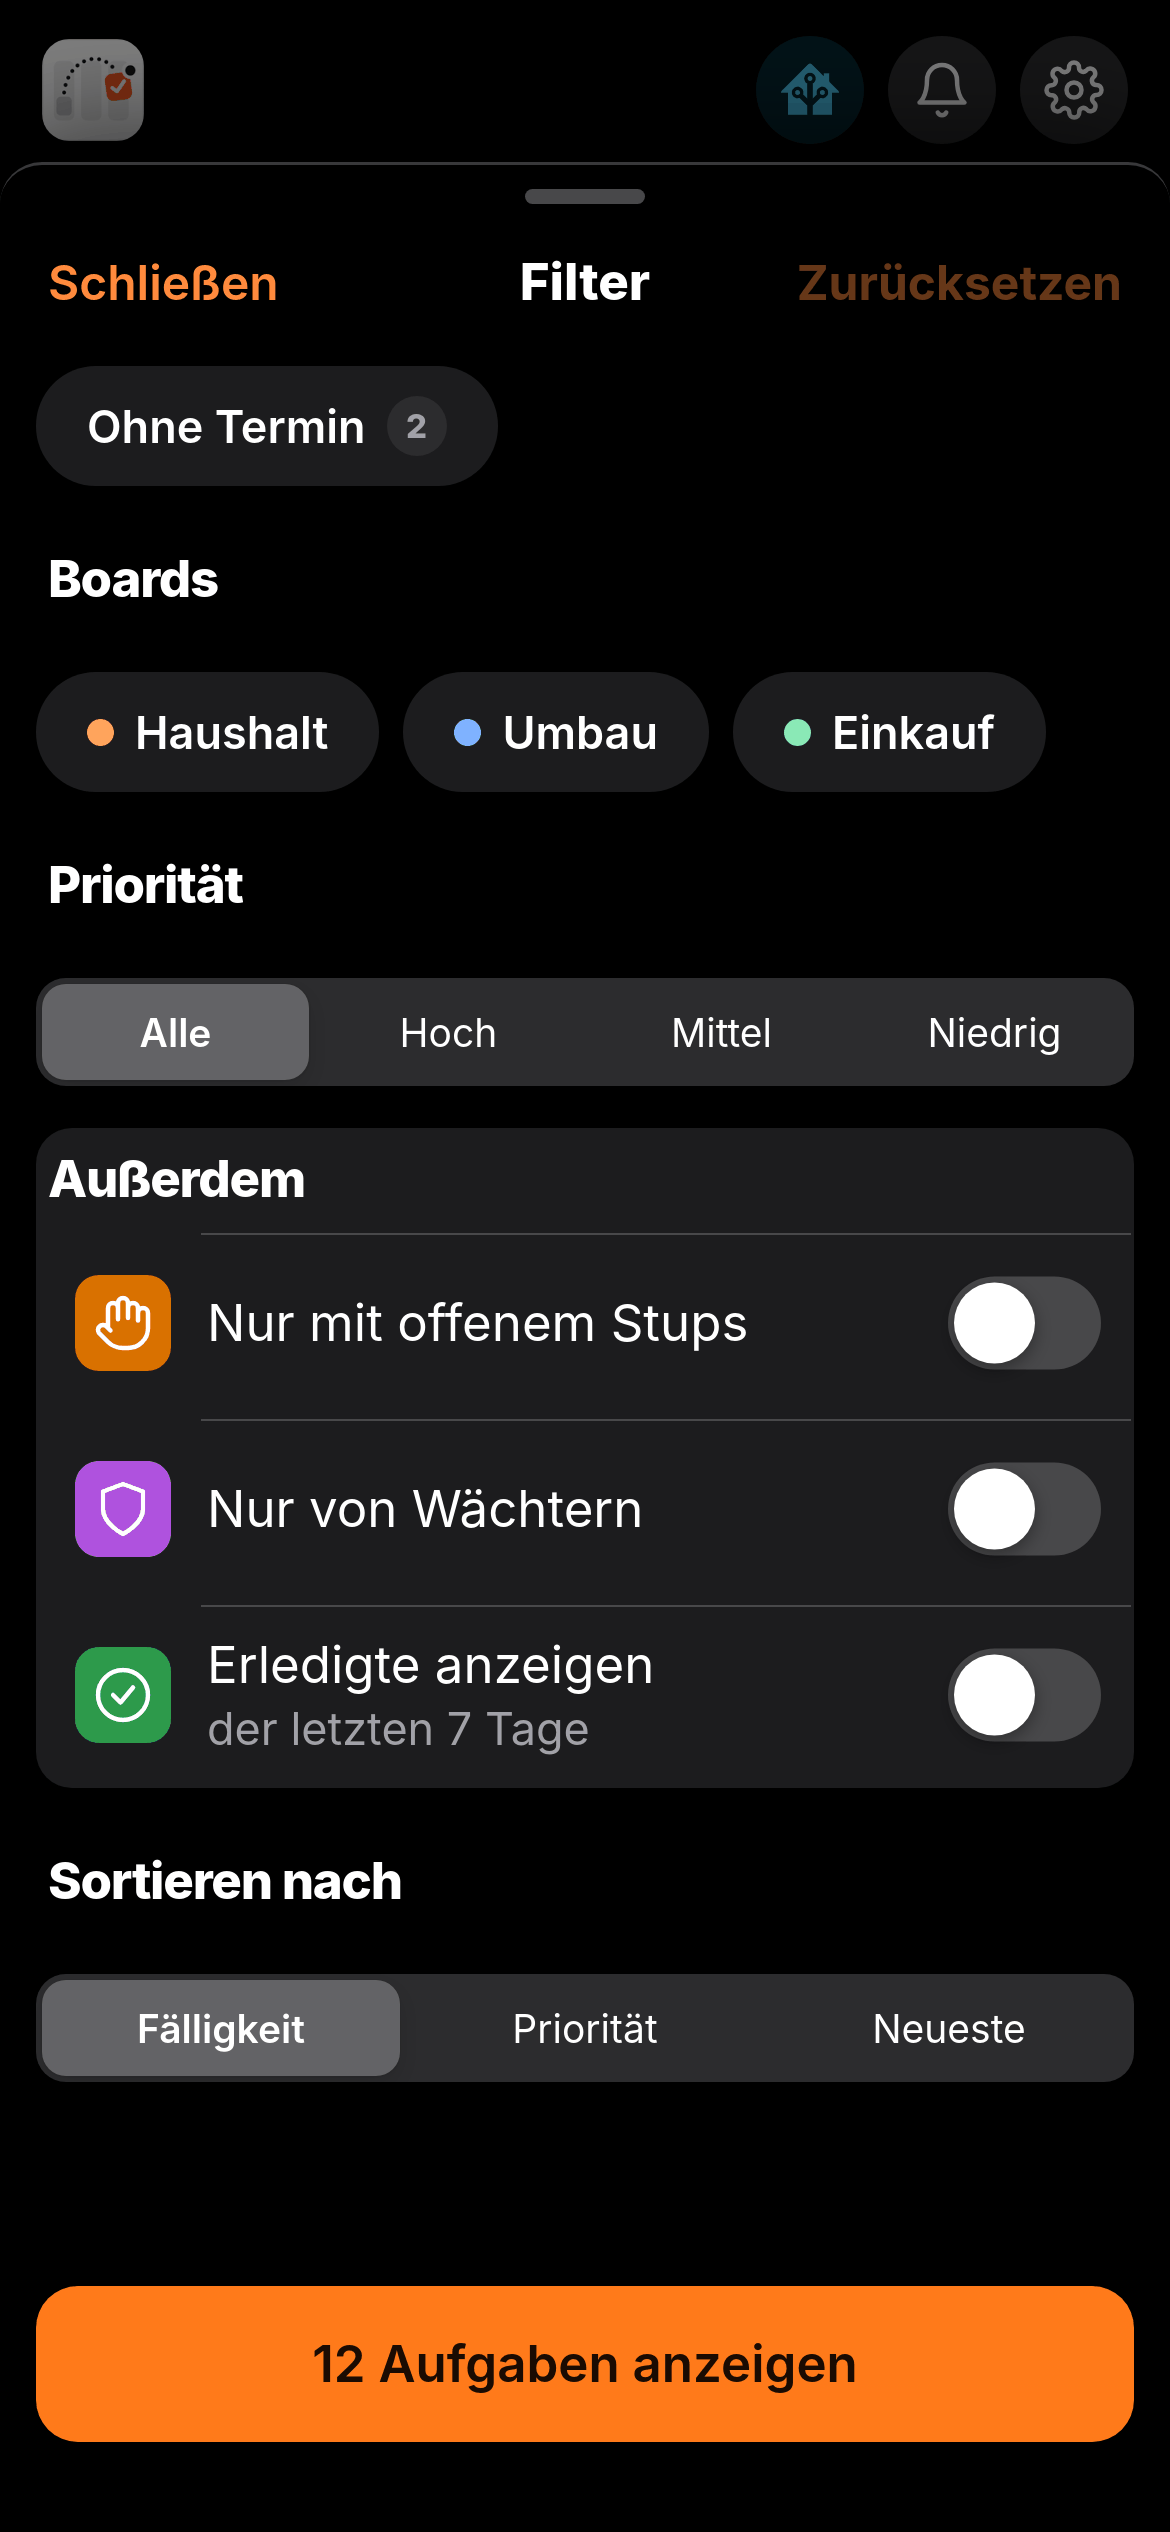 Schließen
Filter
Zurücksetzen
Ohne Termin 2
Boards
Haushalt
Umbau
Einkauf
Priorität
Alle
Hoch
Mittel
Niedrig
Außerdem
Nur mit offenem Stups
Nur von Wächtern
Erledigte anzeigen
der letzten 7 Tage
Sortieren nach
Fälligkeit
Priorität
Neueste
12 Aufgaben anzeigen